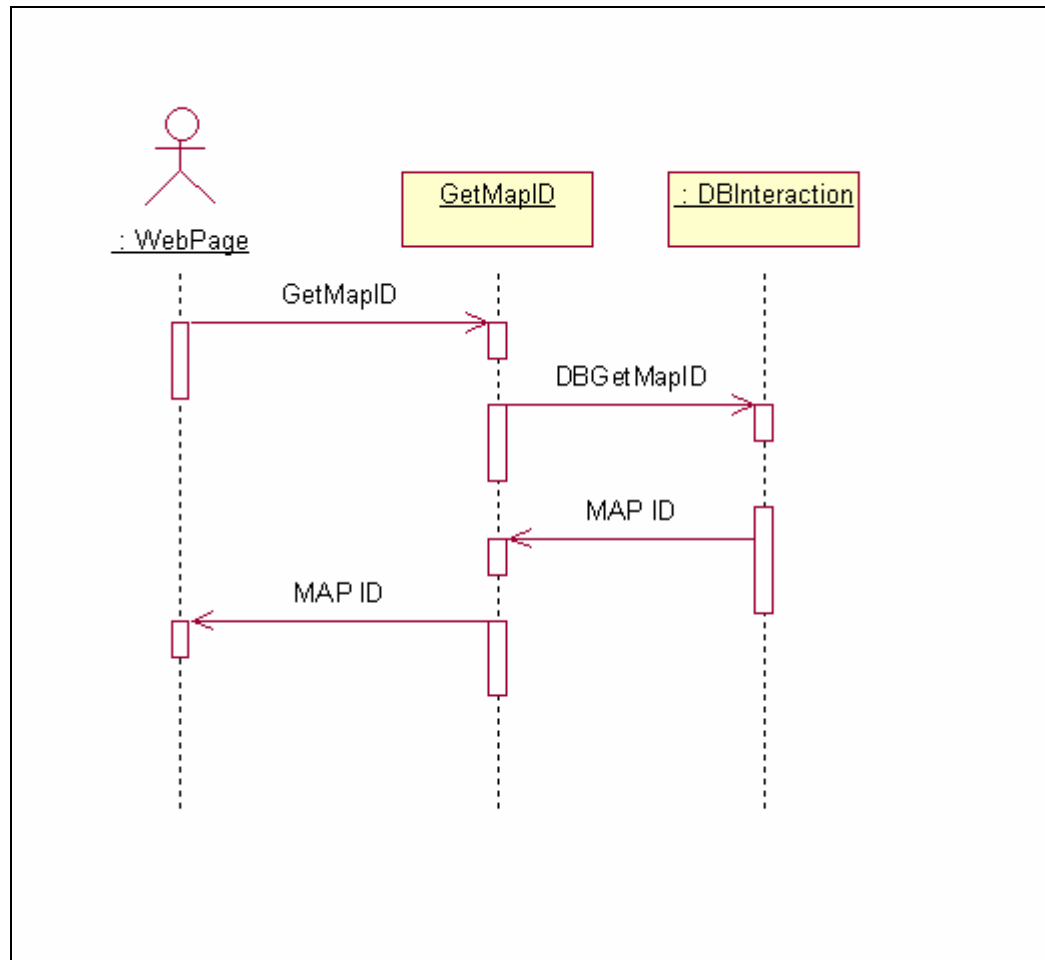 GetMapID
: DBInteraction
: WebPage
GetMapID
DBGetMapID
MAP ID
MAP ID